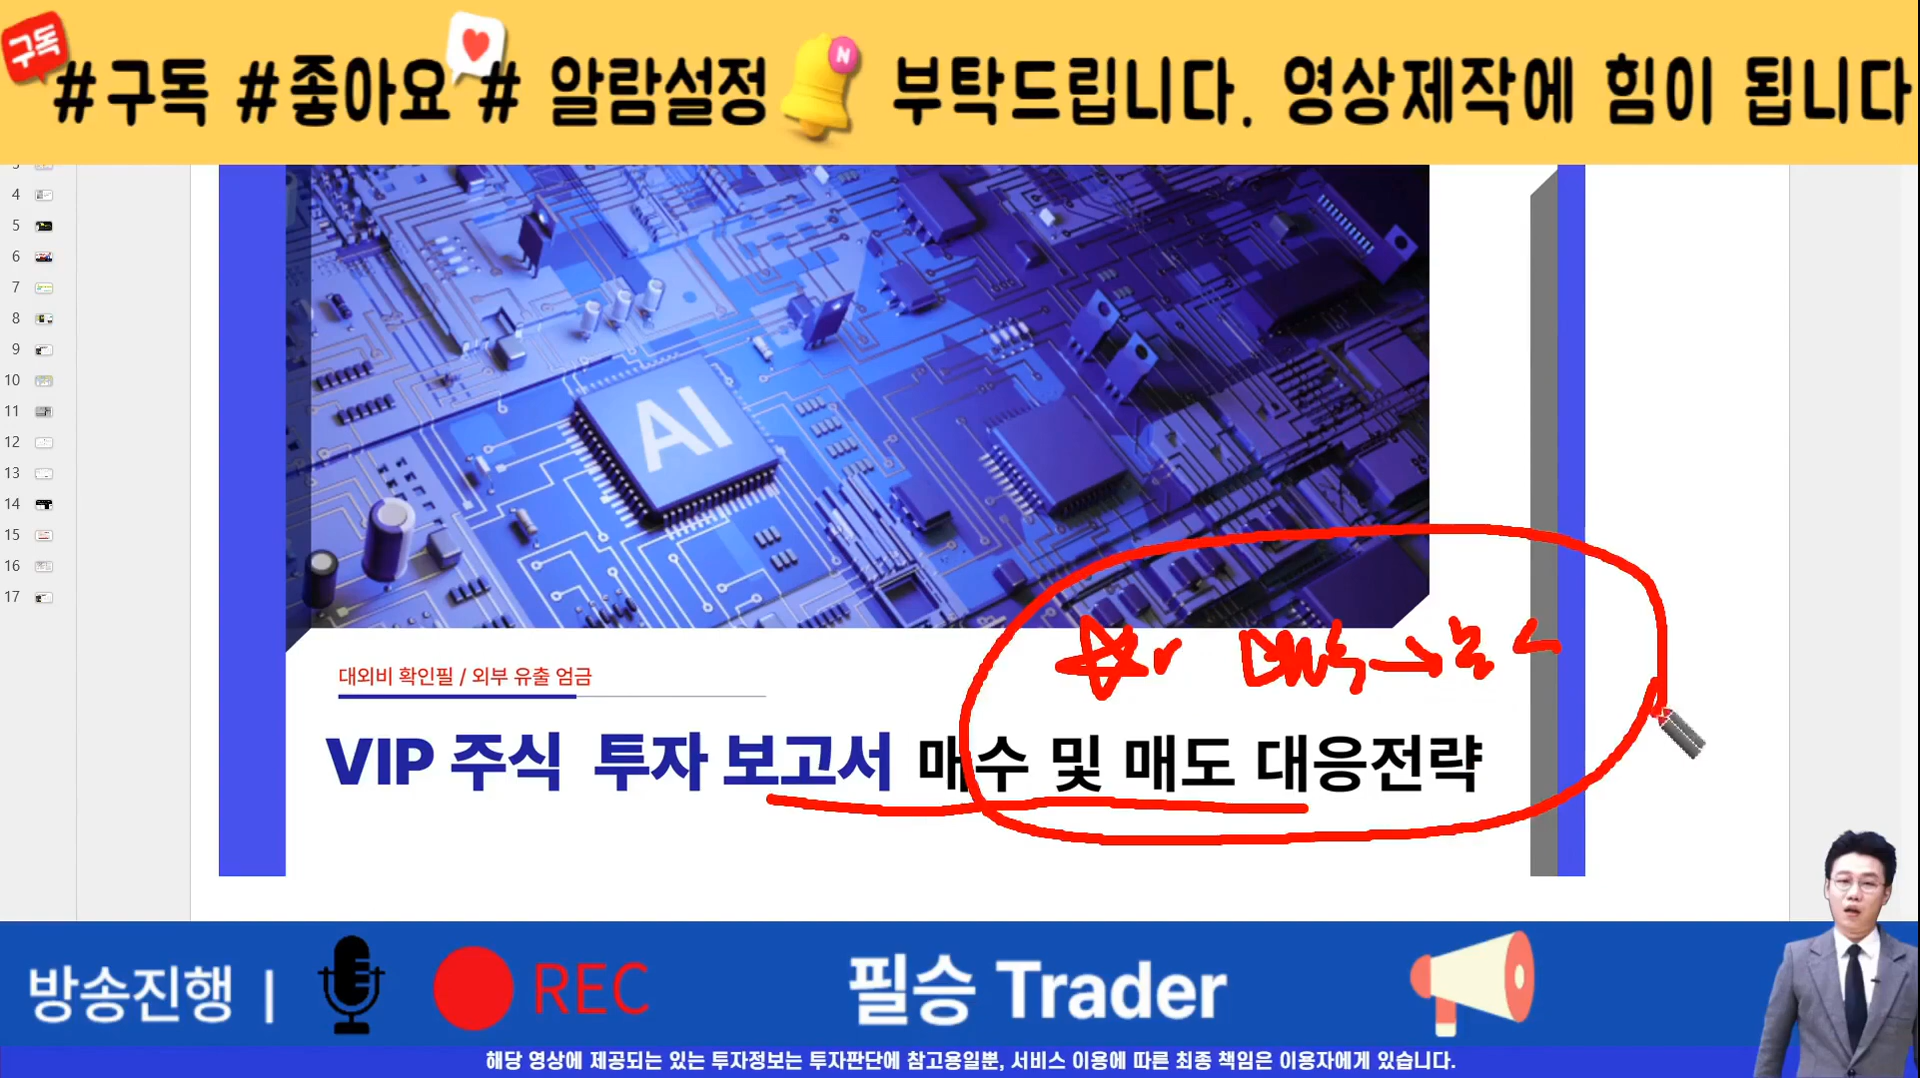 구독
#구독 #좋아요 # 알람설정 N 부탁드립니다. 영상제작에 힘이 됩니다
4
5
6
7
8
9
10
11
12
13
14
15
16
17
AI
대외비 확인필 / 외부 유출 엄금
VIP 주식 투자 보고서 매수 및 매도 대응전략
방송진행 | REC 필승 Trader
해당 영상에 제공되는 있는 투자정보는 투자판단에 참고용일뿐, 서비스 이용에 따른 최종 책임은 이용자에게 있습니다.